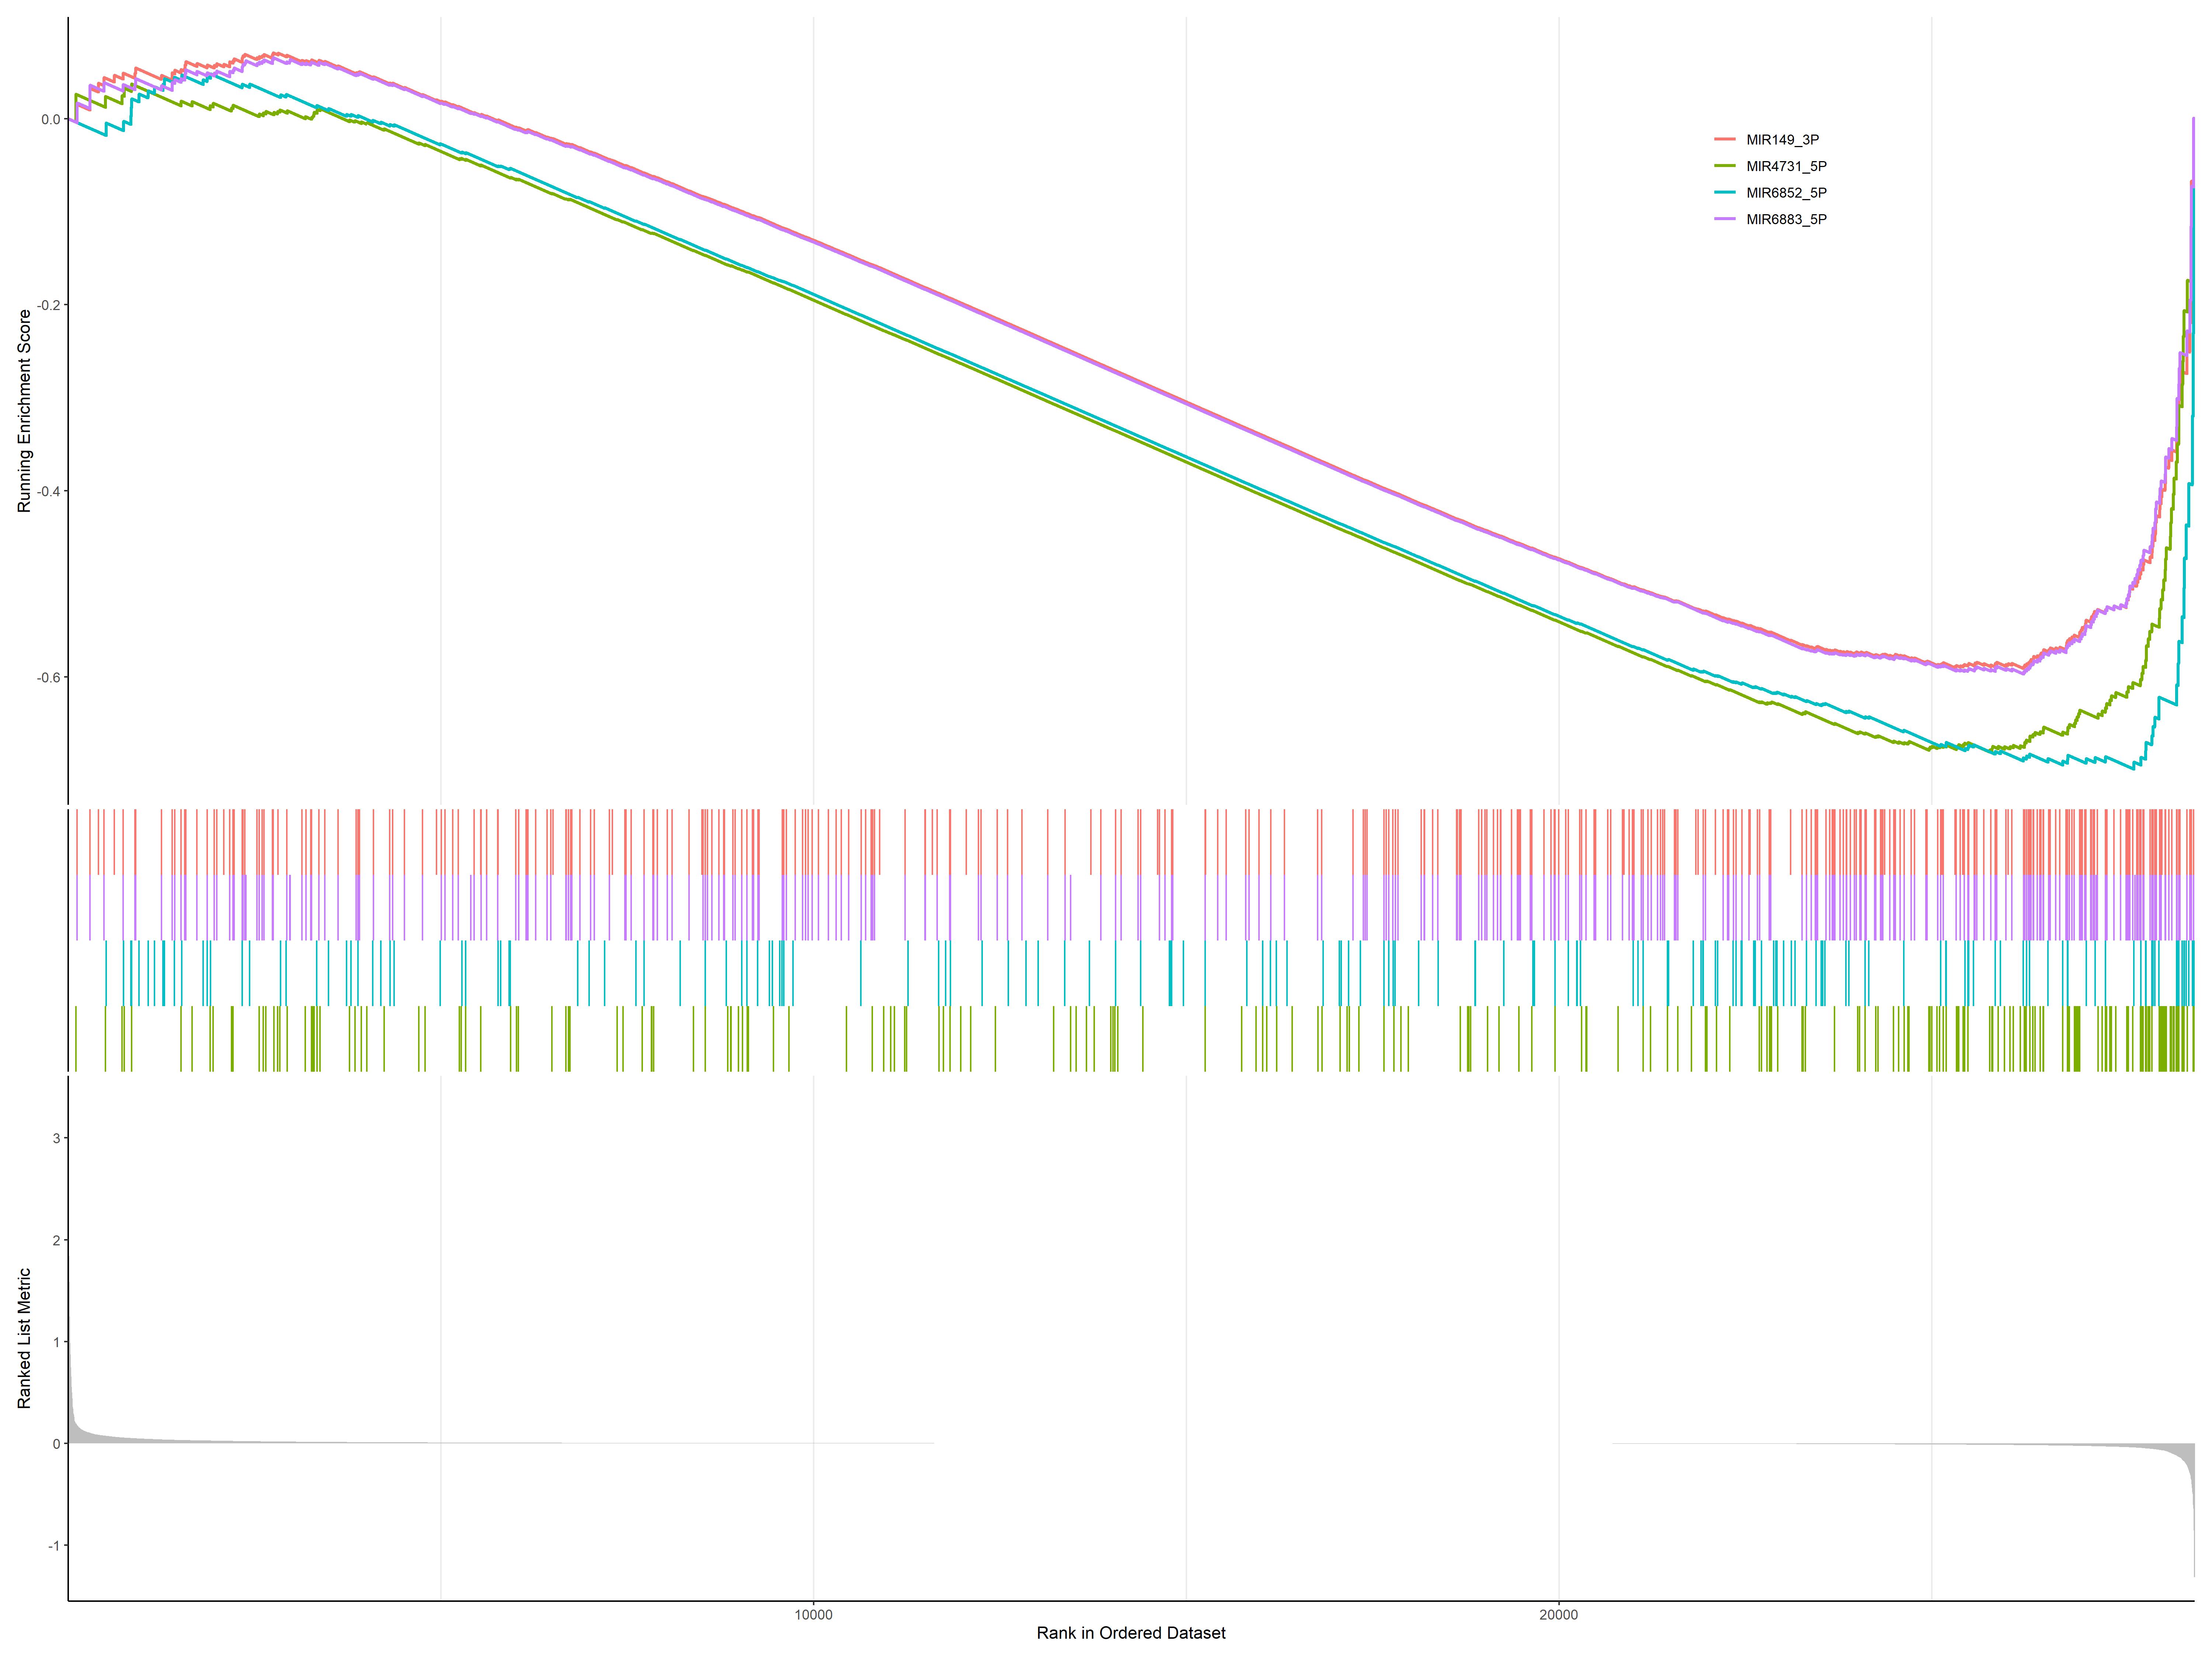 Running Enrichment Score
0.0
-0.2
-0.4
-0.6
MIR149_3P
MIR4731_5P
MIR6852_5P
MIR6883_5P
Ranked List Metric
3
2
1
0
-1
10000
20000
Rank in Ordered Dataset